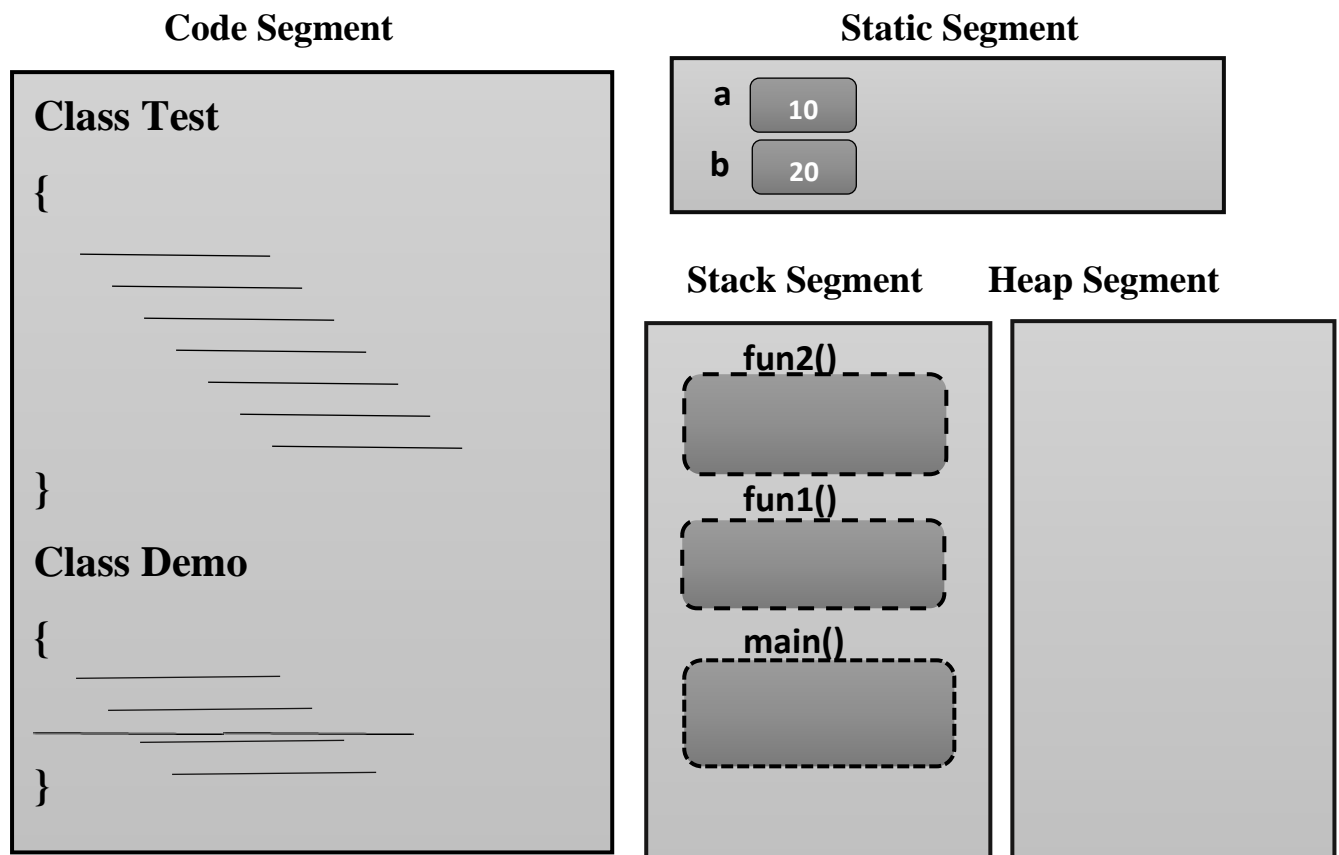 Code Segment
Class Test
{
}
Class Demo
{
}
Static Segment
a 10
b 20
Stack Segment
fun2()
fun1()
main()
Heap Segment